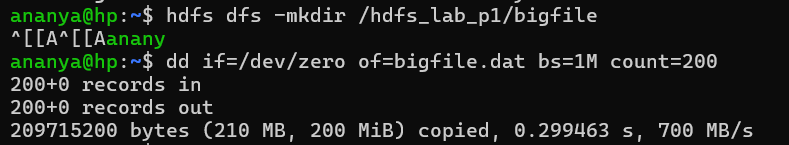 ananya@hp:~$ hdfs dfs -mkdir /hdfs_lab_p1/bigfile
^[[A^[[Aanany
ananya@hp:~$ dd if=/dev/zero of=bigfile.dat bs=1M count=200
200+0 records in
200+0 records out
209715200 bytes (210 MB, 200 MiB) copied, 0.299463 s, 700 MB/s